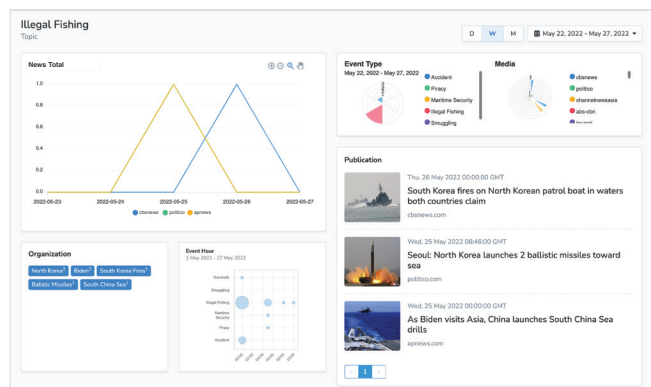 Illegal Fishing
Topic
D W M May 22, 2022 - May 27, 2022
News Total
1.0
0.8
0.6
0.4
0.2
0.0
2022-05-23 2022-05-24 2022-05-25 2022-05-26 2022-05-27
cbsnews politico apnews
Event Type
May 22, 2022 - May 27, 2022
Accident
Piracy
Maritime Security
Illegal Fishing
Smuggling
Media
cbsnews
politico
channelnewsasia
abs-cbn
Publication
Thu, 26 May 2022 00:00:00 GMT
South Korea fires on North Korean patrol boat in waters
both countries claim
cbsnews.com
Wed, 25 May 2022 08:46:00 GMT
Seoul: North Korea launches 2 ballistic missiles toward
sea
politico.com
Wed, 25 May 2022 00:00:00 GMT
As Biden visits Asia, China launches South China Sea
drills
apnews.com
‹ 1 ›
Organization
North Korea Biden South Korea Fires
Balistic Missiles South China Sea
Event Hour
1 May 2022 - 27 May 2022
Narcotic
Smuggling
Illegal Fishing
Maritime
Security
Piracy
Accident